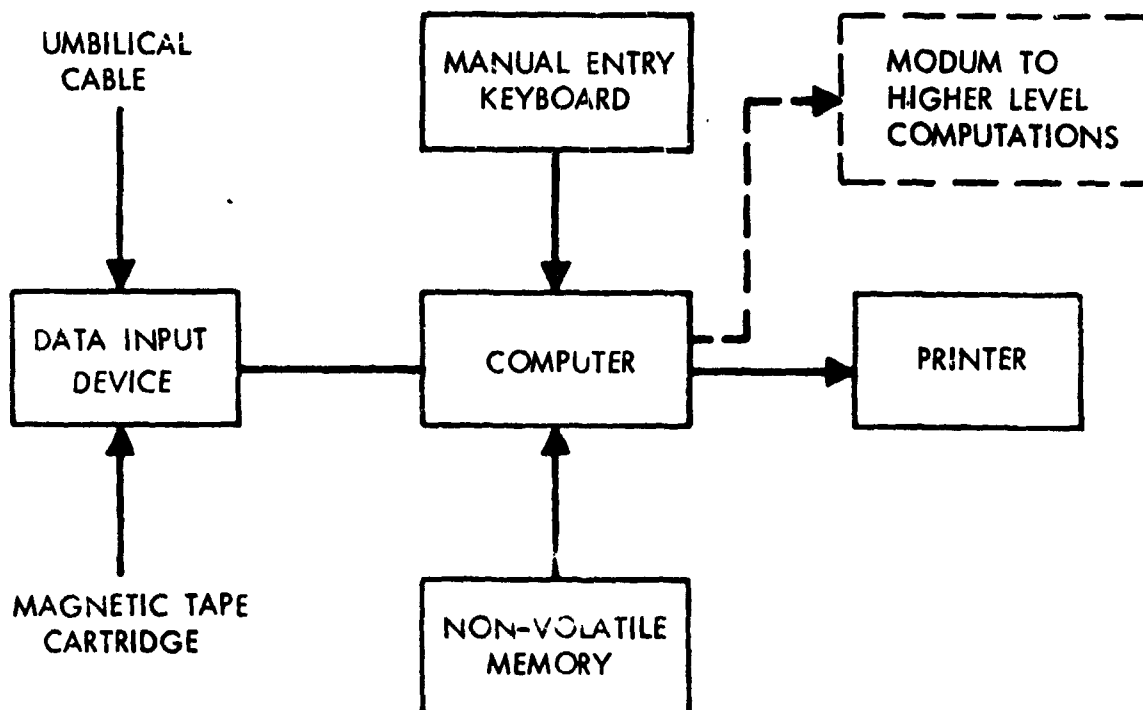 UMBILICAL
CABLE
MANUAL ENTRY
KEYBOARD
MODUM TO
HIGHER LEVEL
COMPUTATIONS
DATA INPUT
DEVICE
COMPUTER
PRINTER
MAGNETIC TAPE
CARTRIDGE
NON-VOLATILE
MEMORY